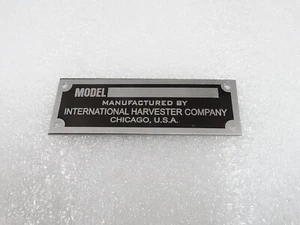 MODEL
MANUFACTURED BY
INTERNATIONAL HARVESTER COMPANY
CHICAGO, U.S.A.